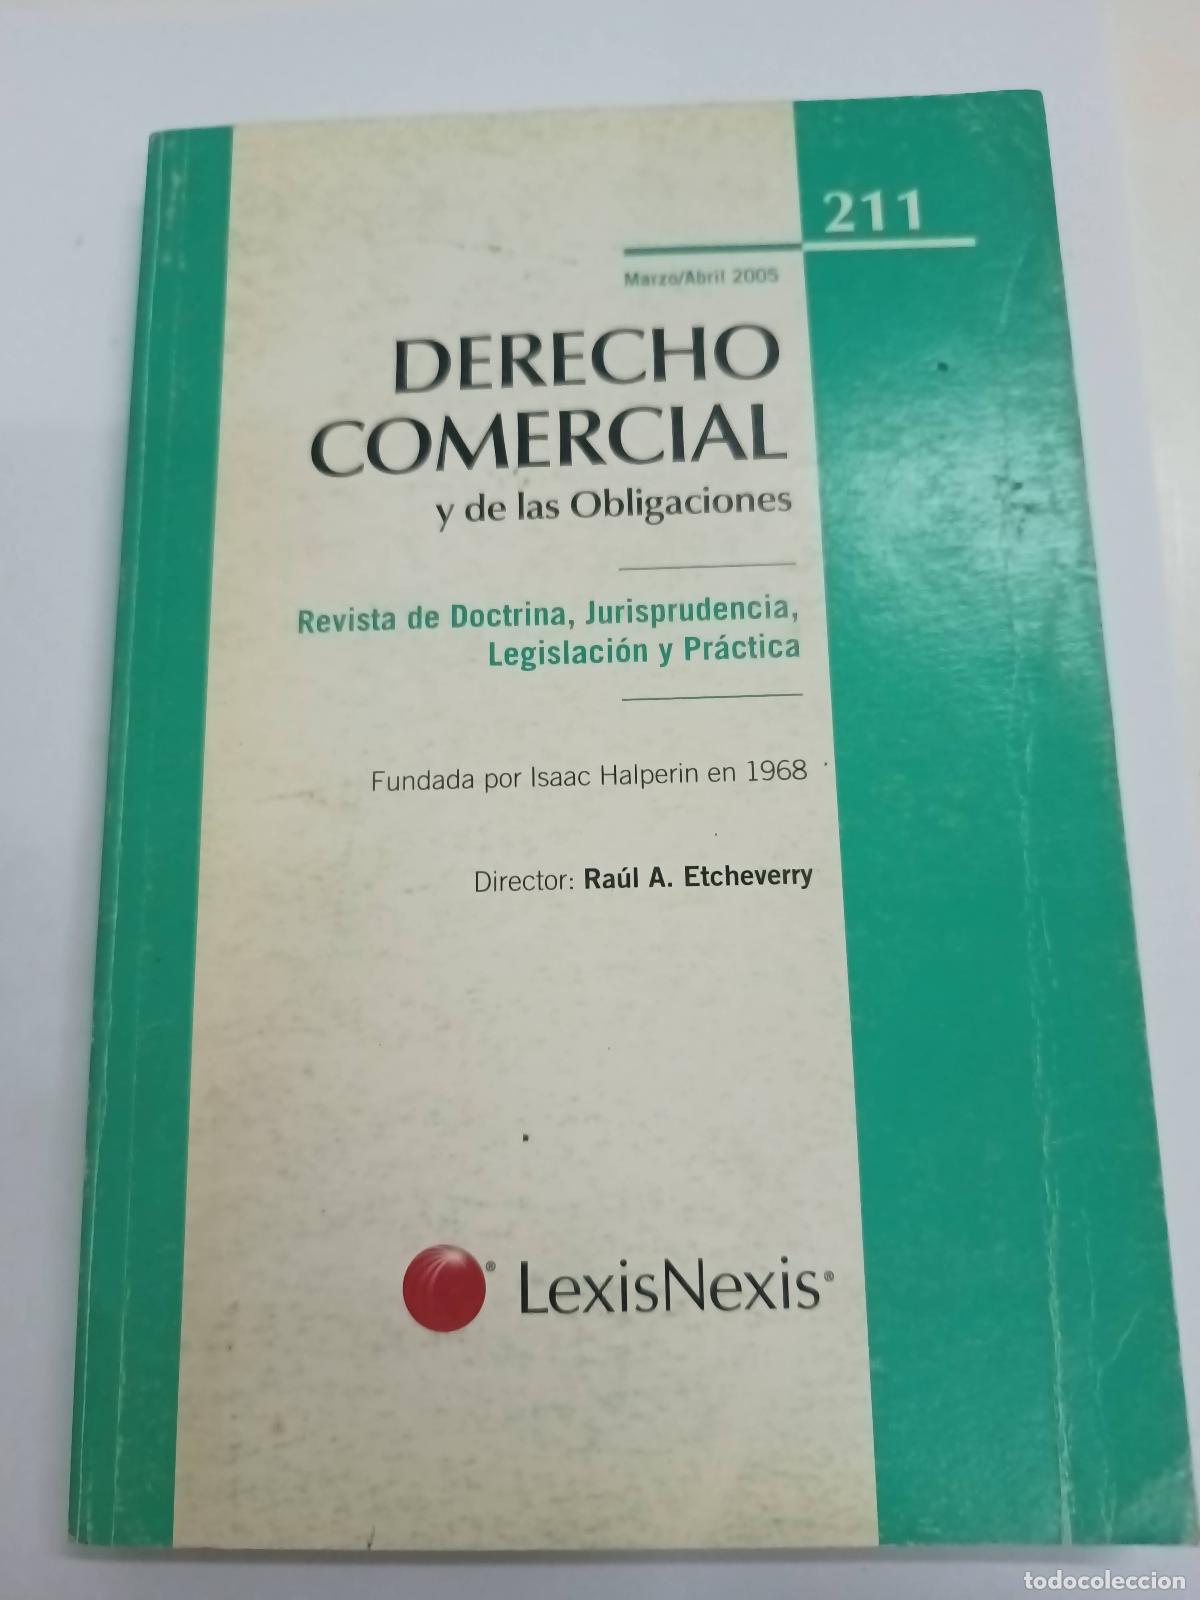 211
Marzo/Abril 2005
DERECHO
COMERCIAL
y de las Obligaciones
Revista de Doctrina, Jurisprudencia,
Legislación y Práctica
Fundada por Isaac Halperin en 1968
Director: Raúl A. Etcheverry
® LexisNexis®
todocoleccion